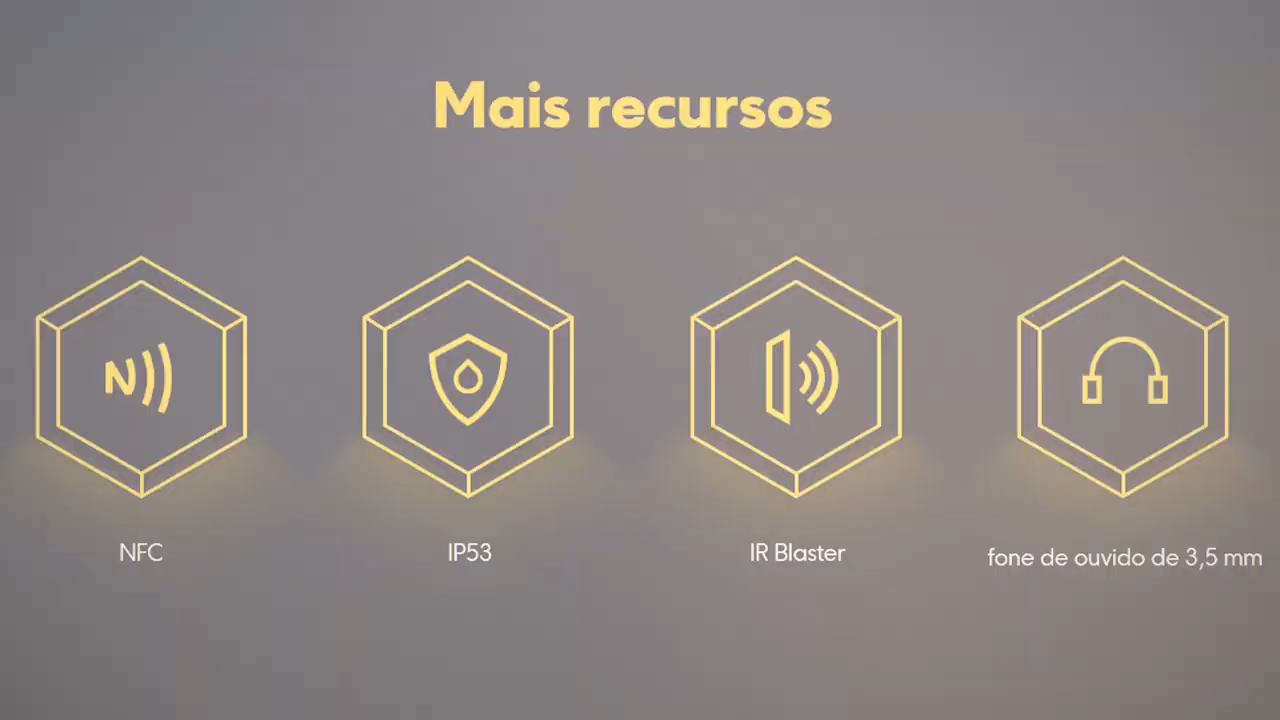 Mais recursos
NFC
IP53
IR Blaster
fone de ouvido de 3,5 mm